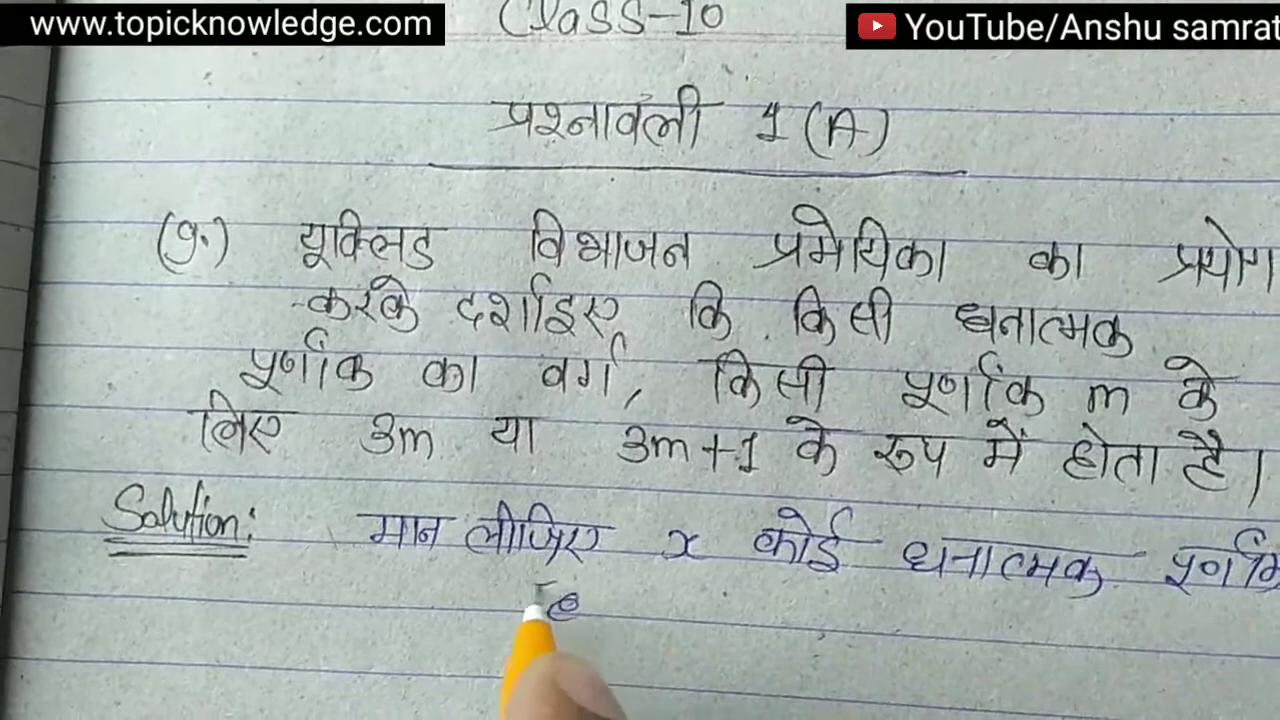 www.topicknowledge.com
YouTube/Anshu samrat
Class-10
प्रश्नावली 1(A)
(9.) यूक्लिड विभाजन प्रमेयिका का प्रयोग
करके दर्शाइए कि किसी धनात्मक
पूर्णांक का वर्ग, किसी पूर्णांक m के
लिए 3m या 3m+1 के रूप में होता है।
Solution: मान लीजिए x कोई धनात्मक